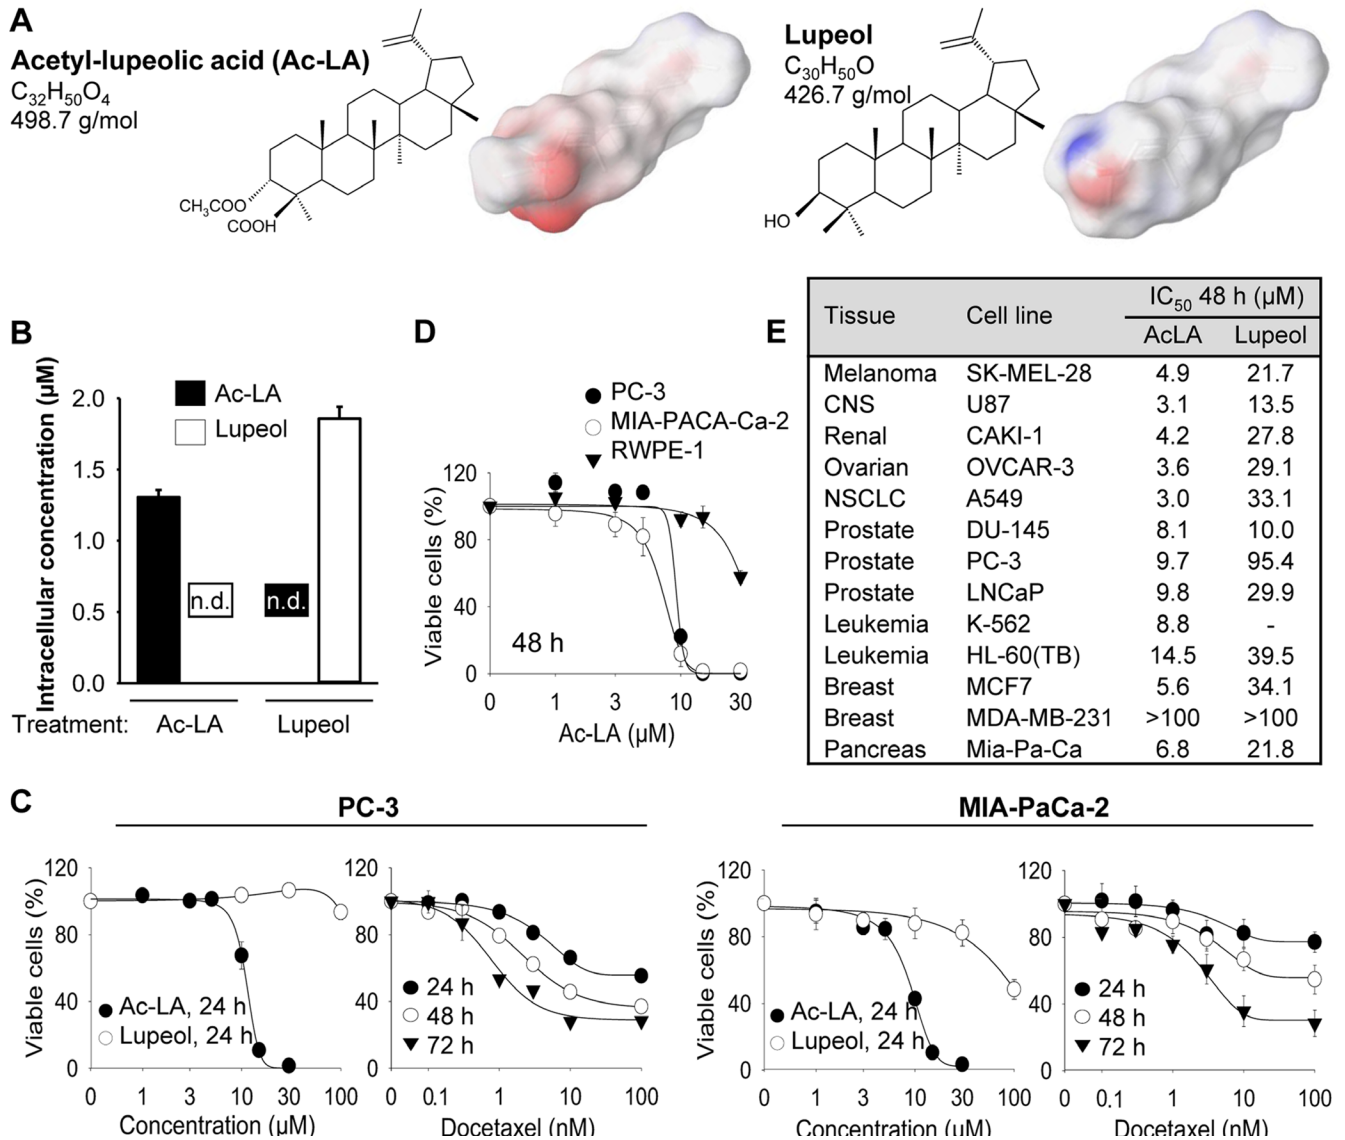 A
Acetyl-lupeolic acid (Ac-LA)
C32H50O4
498.7 g/mol
CH3COO
COOH
Lupeol
C30H50O
426.7 g/mol
HO
B
Intracellular concentration (µM)
2.0
1.5
1.0
0.5
0.0
Ac-LA
Lupeol
n.d.
n.d.
Treatment: Ac-LA Lupeol
D
PC-3
MIA-PACA-Ca-2
RWPE-1
Viable cells (%)
120
80
40
0
48 h
0 1 3 10 30
Ac-LA (µM)
E
Tissue Cell line IC50 48 h (µM)
AcLA Lupeol
Melanoma SK-MEL-28 4.9 21.7
CNS U87 3.1 13.5
Renal CAKI-1 4.2 27.8
Ovarian OVCAR-3 3.6 29.1
NSCLC A549 3.0 33.1
Prostate DU-145 8.1 10.0
Prostate PC-3 9.7 95.4
Prostate LNCaP 9.8 29.9
Leukemia K-562 8.8 -
Leukemia HL-60(TB) 14.5 39.5
Breast MCF7 5.6 34.1
Breast MDA-MB-231 >100 >100
Pancreas Mia-Pa-Ca 6.8 21.8
C
PC-3
Viable cells (%)
120
80
40
0
Ac-LA, 24 h
Lupeol, 24 h
0 1 3 10 30 100
Concentration (µM)
120
80
40
0
24 h
48 h
72 h
0 0.1 1 10 100
Docetaxel (nM)
MIA-PaCa-2
Viable cells (%)
120
80
40
0
Ac-LA, 24 h
Lupeol, 24 h
0 1 3 10 30 100
Concentration (µM)
120
80
40
0
24 h
48 h
72 h
0 0.1 1 10 100
Docetaxel (nM)